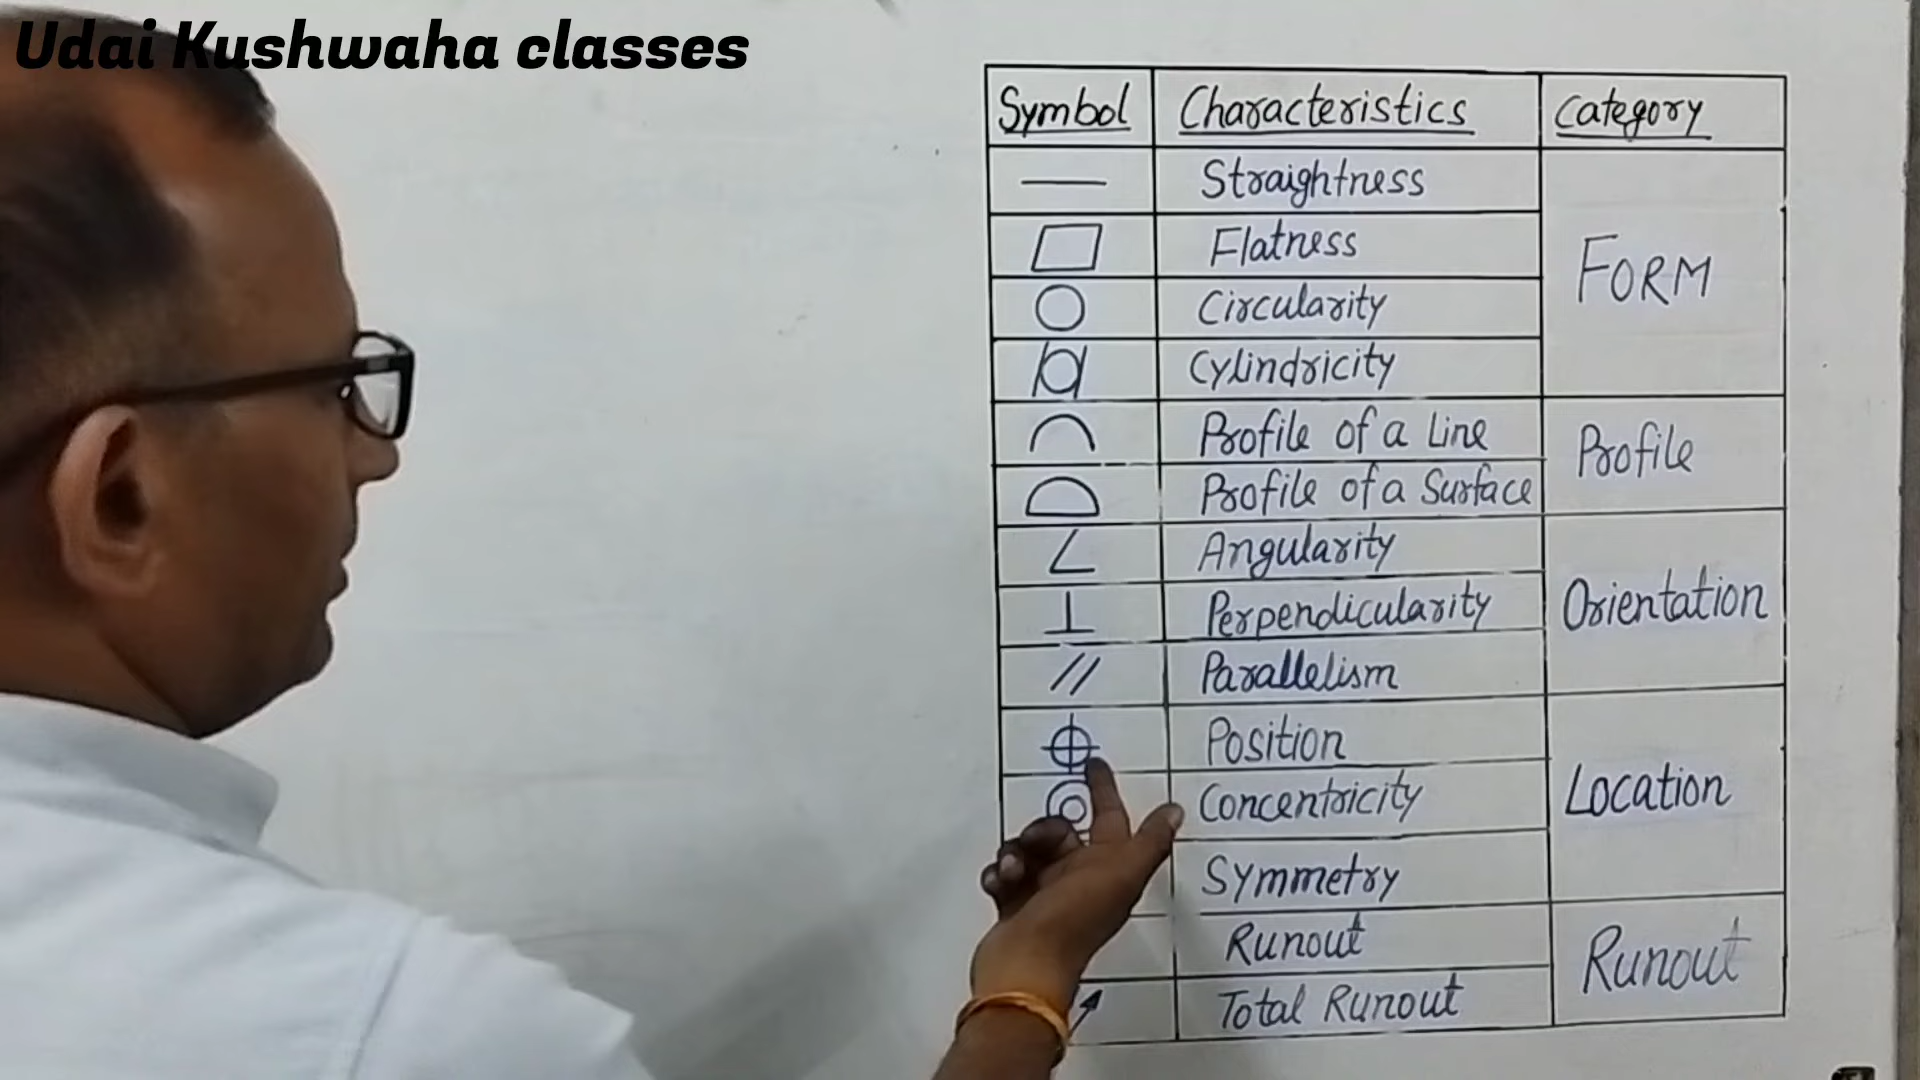 Udai Kushwaha classes
Symbol Characteristics Category
Straightness
Flatness
Circularity
Cylindricity
FORM
Profile of a Line
Profile of a Surface
Profile
Angularity
Perpendicularity
Parallelism
Orientation
Position
Concentricity
Symmetry
Location
Runout
Total Runout
Runout